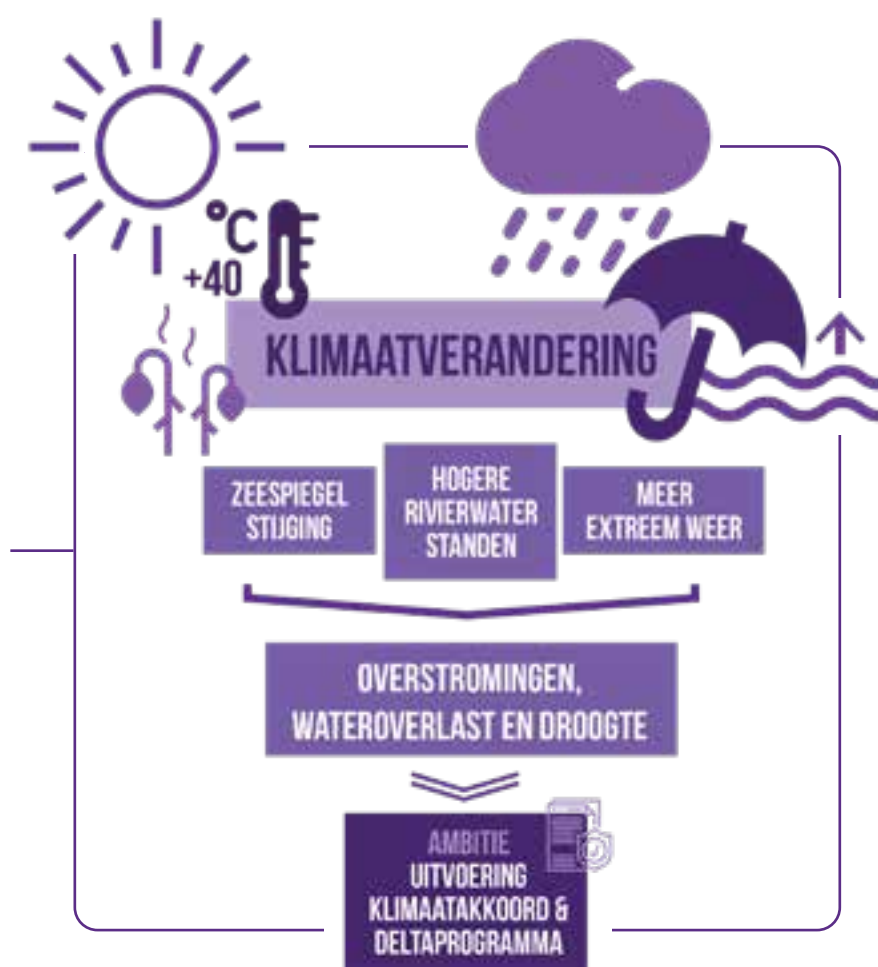 °C
+40
KLIMAATVERANDERING
ZEESPIEGEL
STIJGING
HOGERE
RIVIERWATER
STANDEN
MEER
EXTREEM WEER
OVERSTROMINGEN,
WATEROVERLAST EN DROOGTE
AMBITIE
UITVOERING
KLIMAATAKKOORD &
DELTAPROGRAMMA